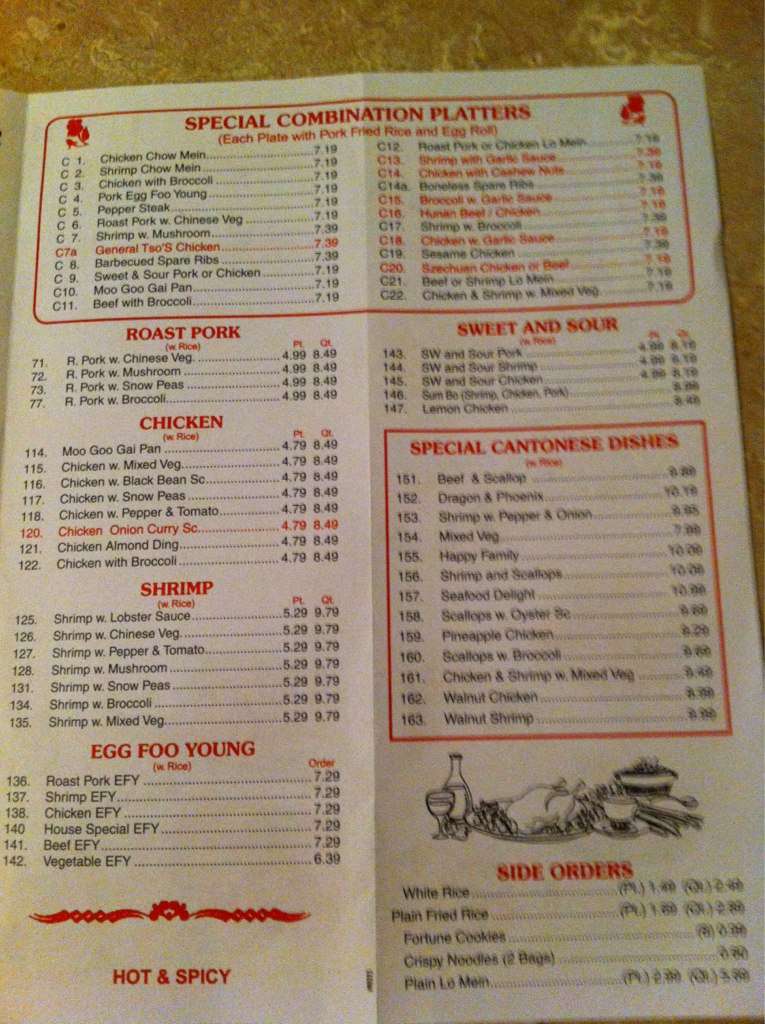 SPECIAL COMBINATION PLATTERS
(Each Plate with Pork Fried Rice and Egg Roll)
C 1. Chicken Chow Mein 7.19
C 2. Shrimp Chow Mein 7.19
C 3. Chicken with Broccoli 7.19
C 4. Pork Egg Foo Young 7.19
C 5. Pepper Steak 7.19
C 6. Roast Pork w. Chinese Veg 7.19
C 7. Shrimp w. Mushroom 7.39
C7a General Tso'S Chicken 7.39
C 8. Barbecued Spare Ribs 7.39
C 9. Sweet & Sour Pork or Chicken 7.19
C10. Moo Goo Gai Pan 7.19
C11. Beef with Broccoli 7.19
C12. Roast Pork or Chicken Lo Mein
C13. Shrimp with Garlic Sauce
C14. Chicken with Cashew Nuts
C14a. Boneless Spare Ribs
C15. Broccoli w. Garlic Sauce
C16. Hunan Beef / Chicken
C17. Shrimp w. Broccoli
C18. Chicken w. Garlic Sauce
C19. Sesame Chicken
C20. Szechuan Chicken or Beef
C21. Beef or Shrimp Lo Mein
C22. Chicken & Shrimp w. Mixed Veg
ROAST PORK
(w. Rice) Pt. Qt.
71. R. Pork w. Chinese Veg. 4.99 8.49
72. R. Pork w. Mushroom 4.99 8.49
73. R. Pork w. Snow Peas 4.99 8.49
77. R. Pork w. Broccoli 4.99 8.49
CHICKEN
(w. Rice) Pt. Qt.
114. Moo Goo Gai Pan 4.79 8.49
115. Chicken w. Mixed Veg 4.79 8.49
116. Chicken w. Black Bean Sc 4.79 8.49
117. Chicken w. Snow Peas 4.79 8.49
118. Chicken w. Pepper & Tomato 4.79 8.49
120. Chicken Onion Curry Sc 4.79 8.49
121. Chicken Almond Ding 4.79 8.49
122. Chicken with Broccoli 4.79 8.49
SHRIMP
(w. Rice) Pt. Qt.
125. Shrimp w. Lobster Sauce 5.29 9.79
126. Shrimp w. Chinese Veg 5.29 9.79
127. Shrimp w. Pepper & Tomato 5.29 9.79
128. Shrimp w. Mushroom 5.29 9.79
131. Shrimp w. Snow Peas 5.29 9.79
134. Shrimp w. Broccoli 5.29 9.79
135. Shrimp w. Mixed Veg 5.29 9.79
EGG FOO YOUNG
(w. Rice) Order
136. Roast Pork EFY 7.29
137. Shrimp EFY 7.29
138. Chicken EFY 7.29
140 House Special EFY 7.29
141. Beef EFY 7.29
142. Vegetable EFY 6.39
HOT & SPICY
SWEET AND SOUR
(w. Rice) Pt. Qt.
143. SW and Sour Pork
144. SW and Sour Shrimp
145. SW and Sour Chicken
146. Sum Bo (Shrimp, Chicken, Pork)
147. Lemon Chicken
SPECIAL CANTONESE DISHES
(w. Rice)
151. Beef & Scallop
152. Dragon & Phoenix
153. Shrimp w. Pepper & Onion
154. Mixed Veg
155. Happy Family
156. Shrimp and Scallops
157. Seafood Delight
158. Scallops w. Oyster Sc
159. Pineapple Chicken
160. Scallops w. Broccoli
161. Chicken & Shrimp w. Mixed Veg
162. Walnut Chicken
163. Walnut Shrimp
SIDE ORDERS
White Rice (Pt.) (Qt.)
Plain Fried Rice (Pt.) (Qt.)
Fortune Cookies
Crispy Noodles (2 Bags)
Plain Lo Mein (Pt.) (Qt.)